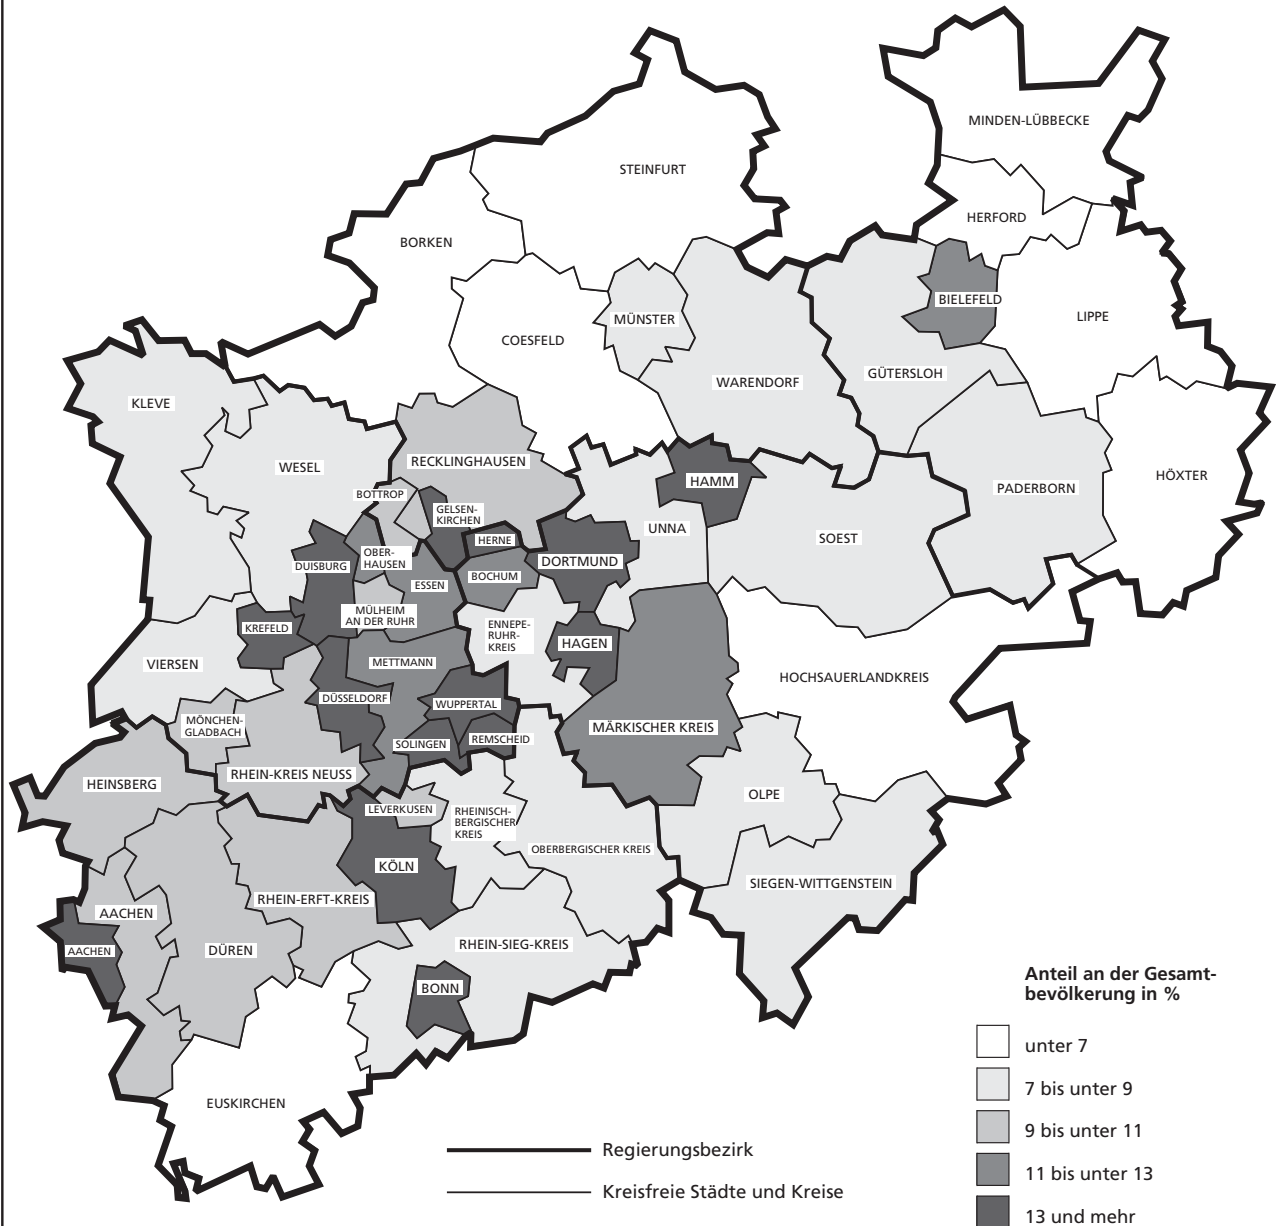 MINDEN-LÜBBECKE
STEINFURT
HERFORD
BORKEN
BIELEFELD
LIPPE
MÜNSTER
COESFELD
GÜTERSLOH
WARENDORF
KLEVE
RECKLINGHAUSEN
WESEL
HÖXTER
HAMM
PADERBORN
BOTTROP
GELSEN-
KIRCHEN
UNNA
SOEST
HERNE
OBER-
HAUSEN
DORTMUND
DUISBURG
BOCHUM
ESSEN
MÜLHEIM
AN DER RUHR
KREFELD
ENNEPE-
RUHR-
KREIS
HAGEN
VIERSEN
METTMANN
HOCHSAUERLANDKREIS
DÜSSELDORF
WUPPERTAL
MÖNCHEN-
GLADBACH
MÄRKISCHER KREIS
SOLINGEN
REMSCHEID
RHEIN-KREIS NEUSS
HEINSBERG
OLPE
LEVERKUSEN
RHEINISCH-
BERGISCHER
KREIS
OBERBERGISCHER KREIS
KÖLN
SIEGEN-WITTGENSTEIN
RHEIN-ERFT-KREIS
AACHEN
RHEIN-SIEG-KREIS
AACHEN
DÜREN
BONN
EUSKIRCHEN
Anteil an der Gesamt-
bevölkerung in %
unter 7
7 bis unter 9
9 bis unter 11
11 bis unter 13
13 und mehr
Regierungsbezirk
Kreisfreie Städte und Kreise